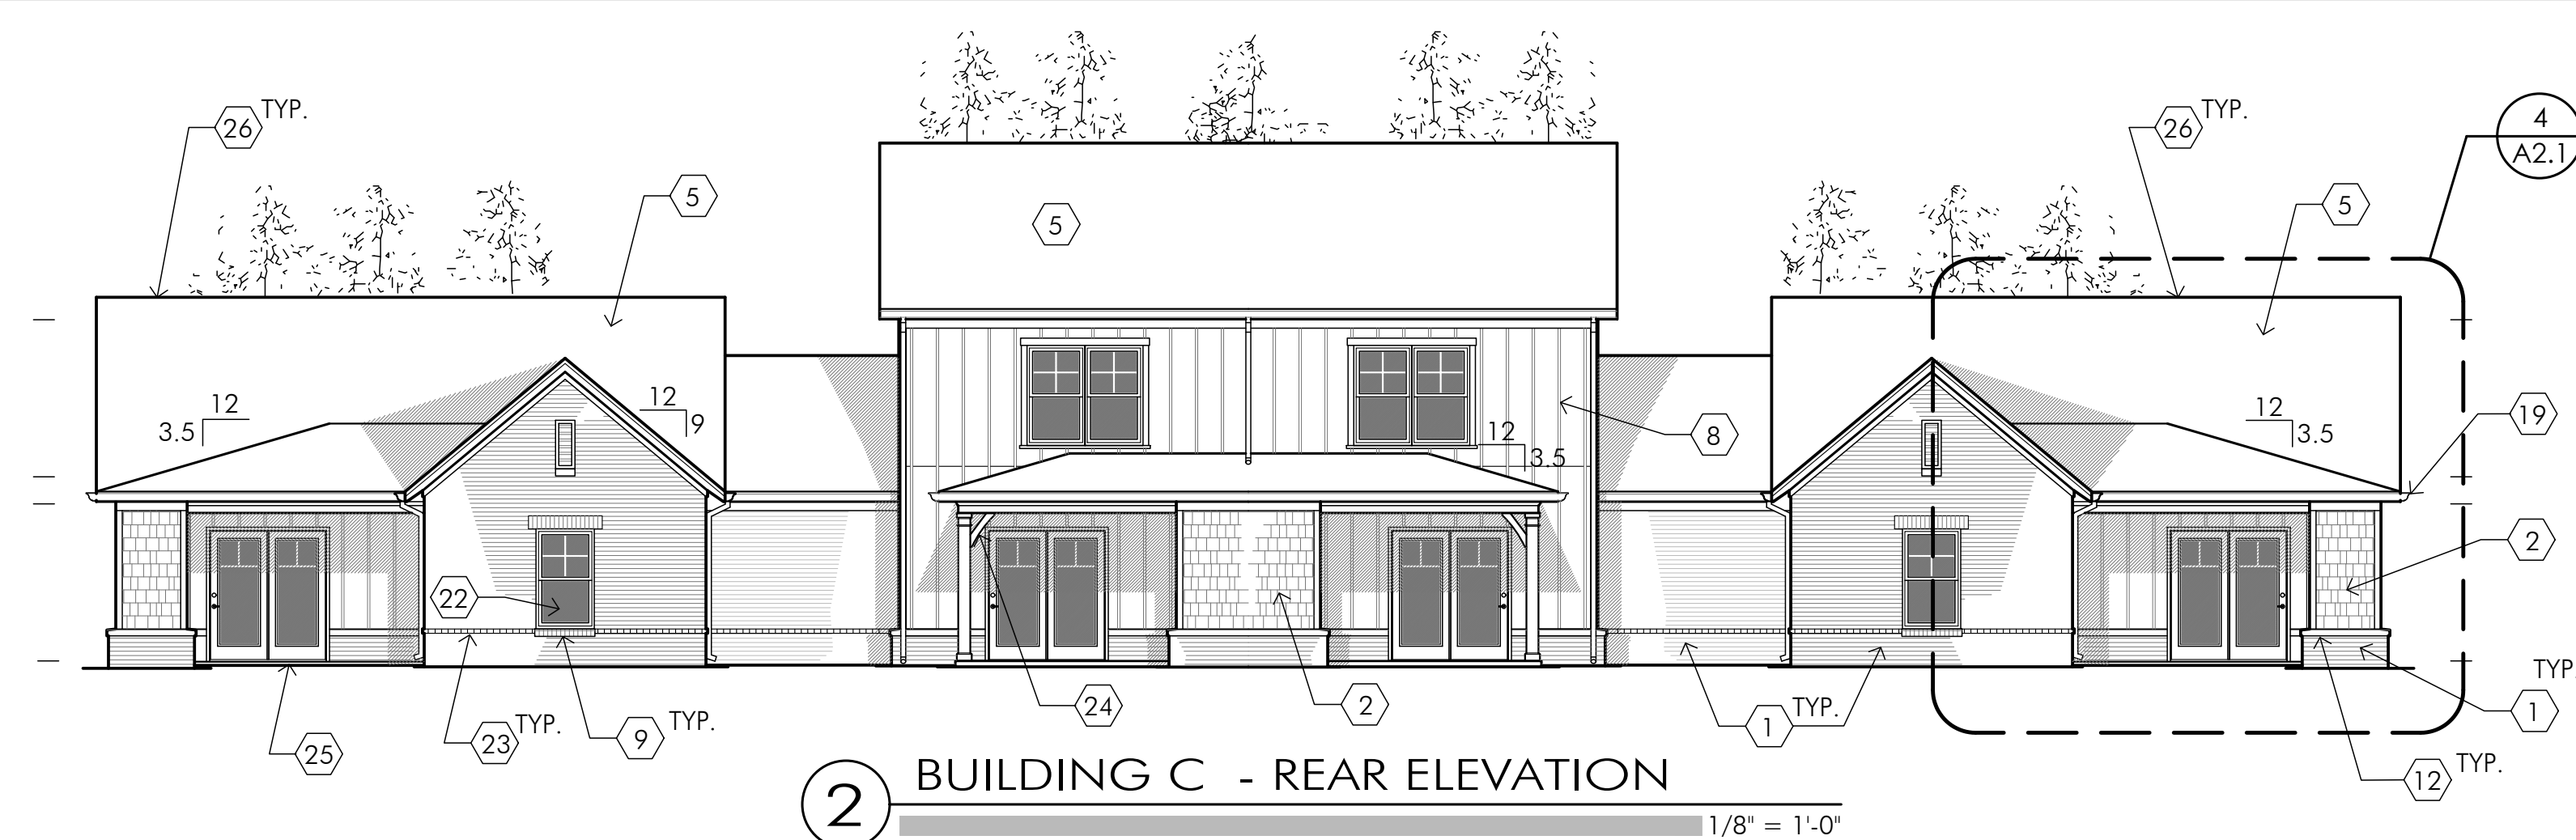 26 TYP.
26 TYP.
4
A2.1
5
5
5
12
3.5
12
9
12
3.5
12
3.5
8
19
2
22
24
2
1 TYP.
TYP.
1
23 TYP.
9 TYP.
25
12 TYP.
2
BUILDING C - REAR ELEVATION
1/8" = 1'-0"